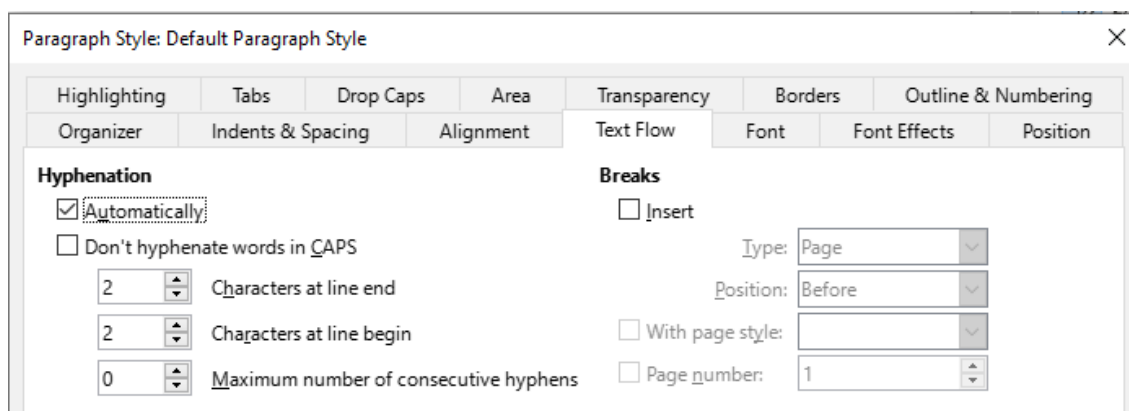 Paragraph Style: Default Paragraph Style
Highlighting Tabs Drop Caps Area Transparency Borders Outline & Numbering
Organizer Indents & Spacing Alignment Text Flow Font Font Effects Position
Hyphenation
Automatically
Don't hyphenate words in CAPS
2 Characters at line end
2 Characters at line begin
0 Maximum number of consecutive hyphens
Breaks
Insert
Type: Page
Position: Before
With page style:
Page number: 1